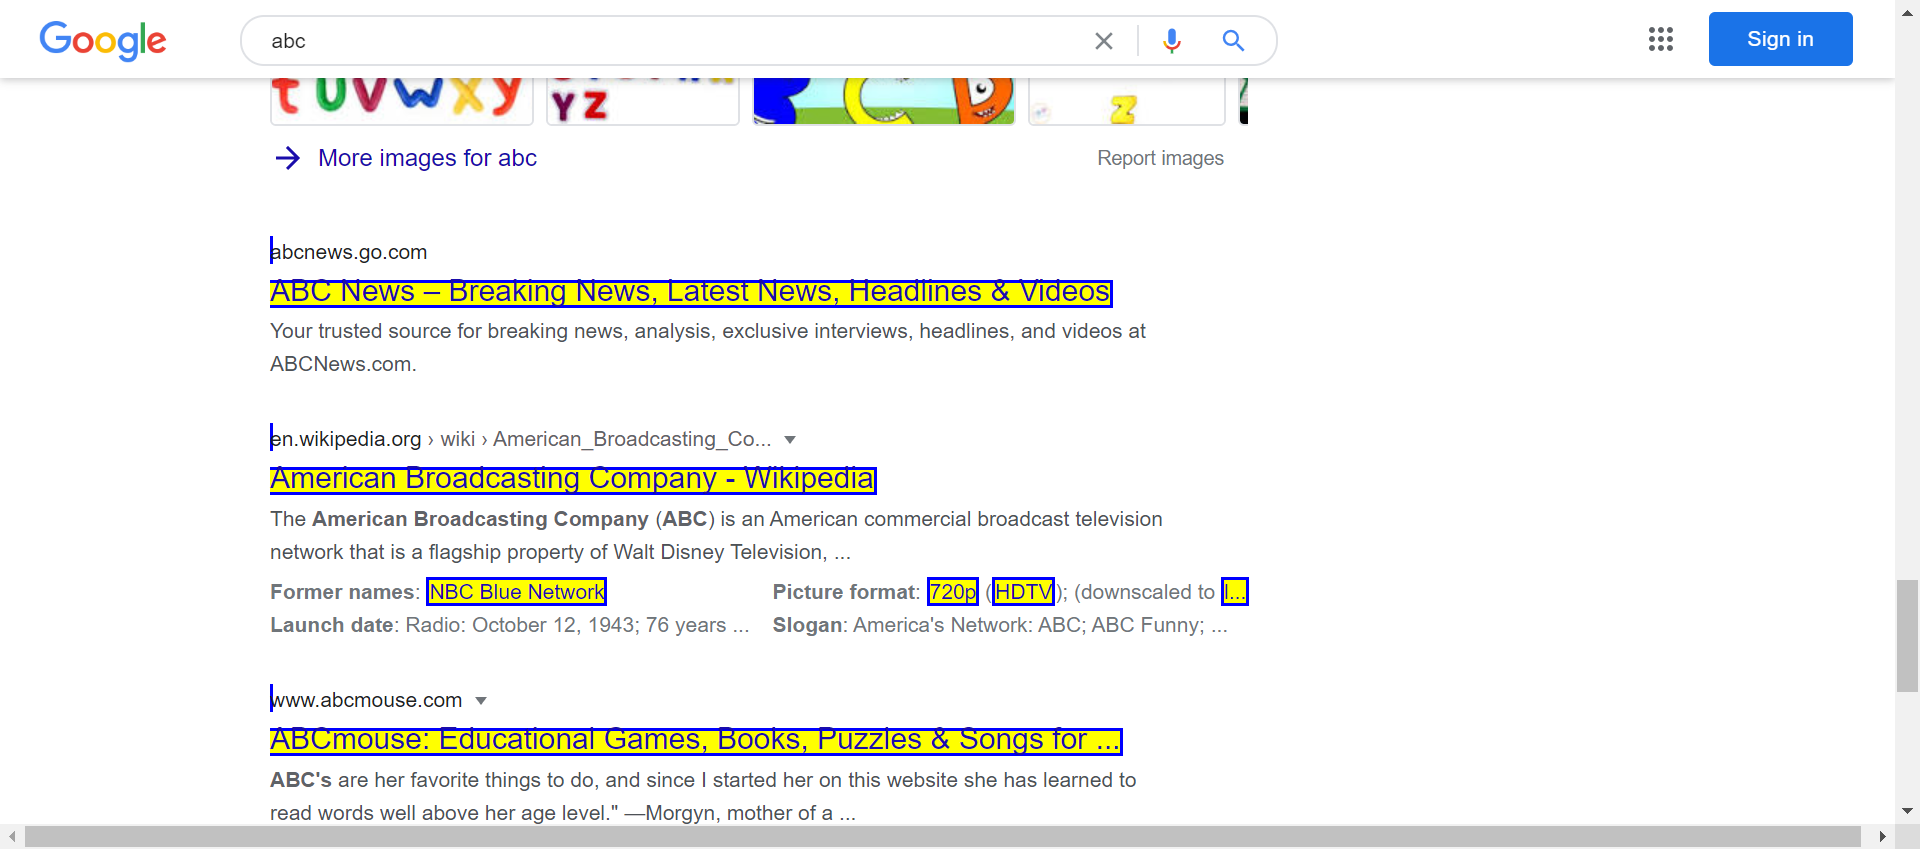 Google
abc
Sign in
t U V W X Y
Y Z
C D
Z
More images for abc
Report images
abcnews.go.com
ABC News – Breaking News, Latest News, Headlines & Videos
Your trusted source for breaking news, analysis, exclusive interviews, headlines, and videos at
ABCNews.com.
en.wikipedia.org › wiki › American_Broadcasting_Co...
American Broadcasting Company - Wikipedia
The American Broadcasting Company (ABC) is an American commercial broadcast television
network that is a flagship property of Walt Disney Television, ...
Former names: NBC Blue Network
Picture format: 720p (HDTV); (downscaled to l...
Launch date: Radio: October 12, 1943; 76 years ...
Slogan: America's Network: ABC; ABC Funny; ...
www.abcmouse.com
ABCmouse: Educational Games, Books, Puzzles & Songs for ...
ABC's are her favorite things to do, and since I started her on this website she has learned to
read words well above her age level." —Morgyn, mother of a ...